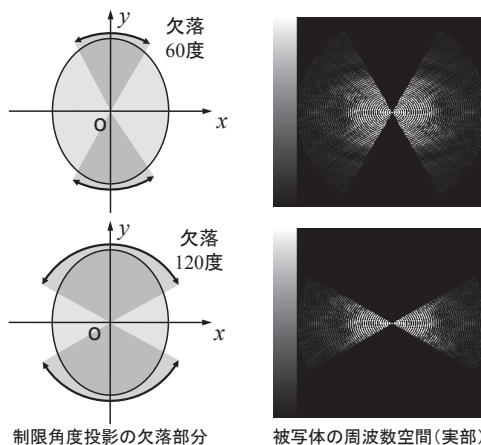 y
欠落
60度
O
x
y
欠落
120度
O
x
制限角度投影の欠落部分
被写体の周波数空間(実部)